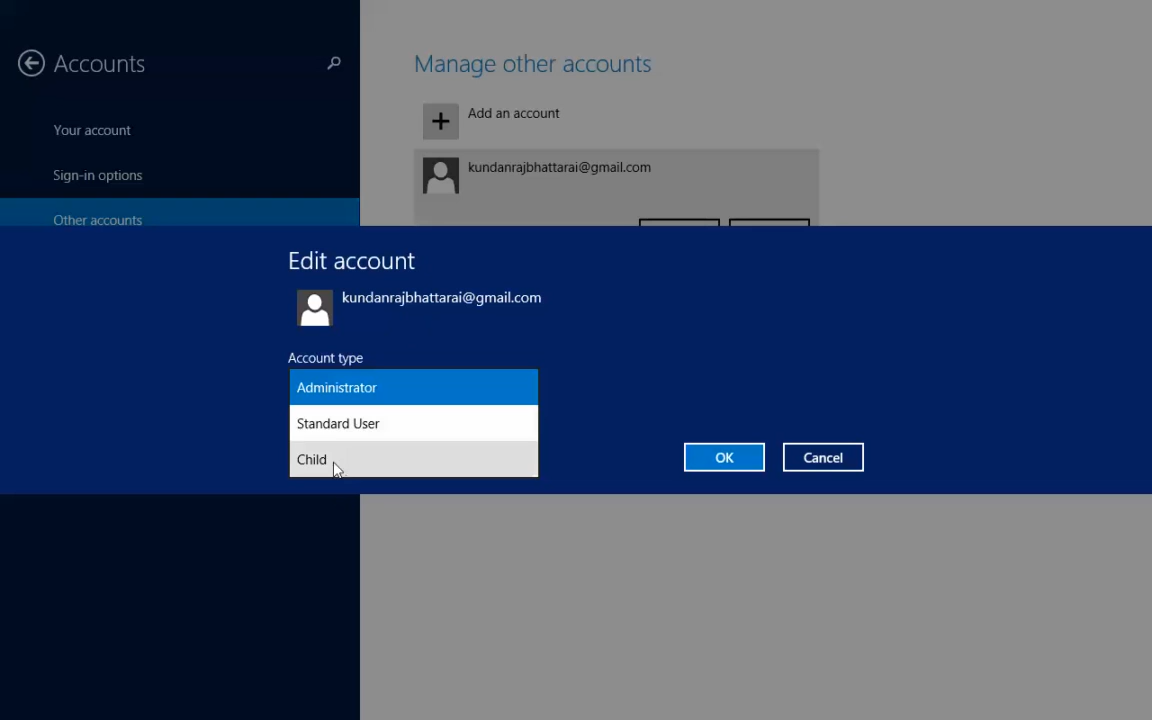 Accounts
Your account
Sign-in options
Other accounts
Manage other accounts
Add an account
kundanrajbhattarai@gmail.com
Edit account
kundanrajbhattarai@gmail.com
Account type
Administrator
Standard User
Child
OK
Cancel